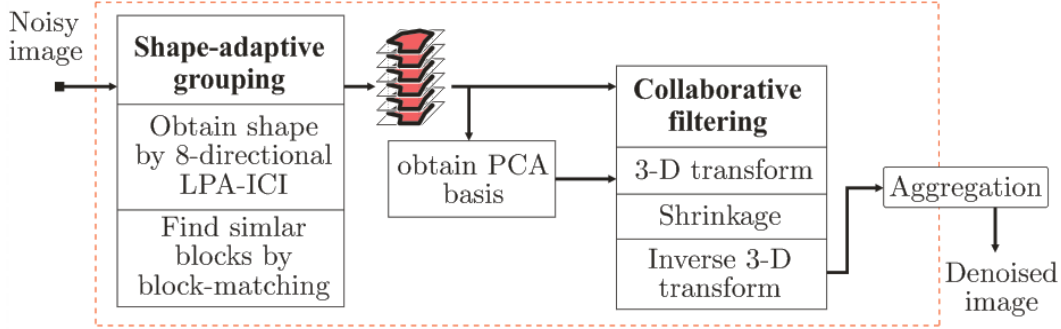 Noisy
image
Shape-adaptive
grouping
Obtain shape
by 8-directional
LPA-ICI
Find simlar
blocks by
block-matching
obtain PCA
basis
Collaborative
filtering
3-D transform
Shrinkage
Inverse 3-D
transform
Aggregation
Denoised
image